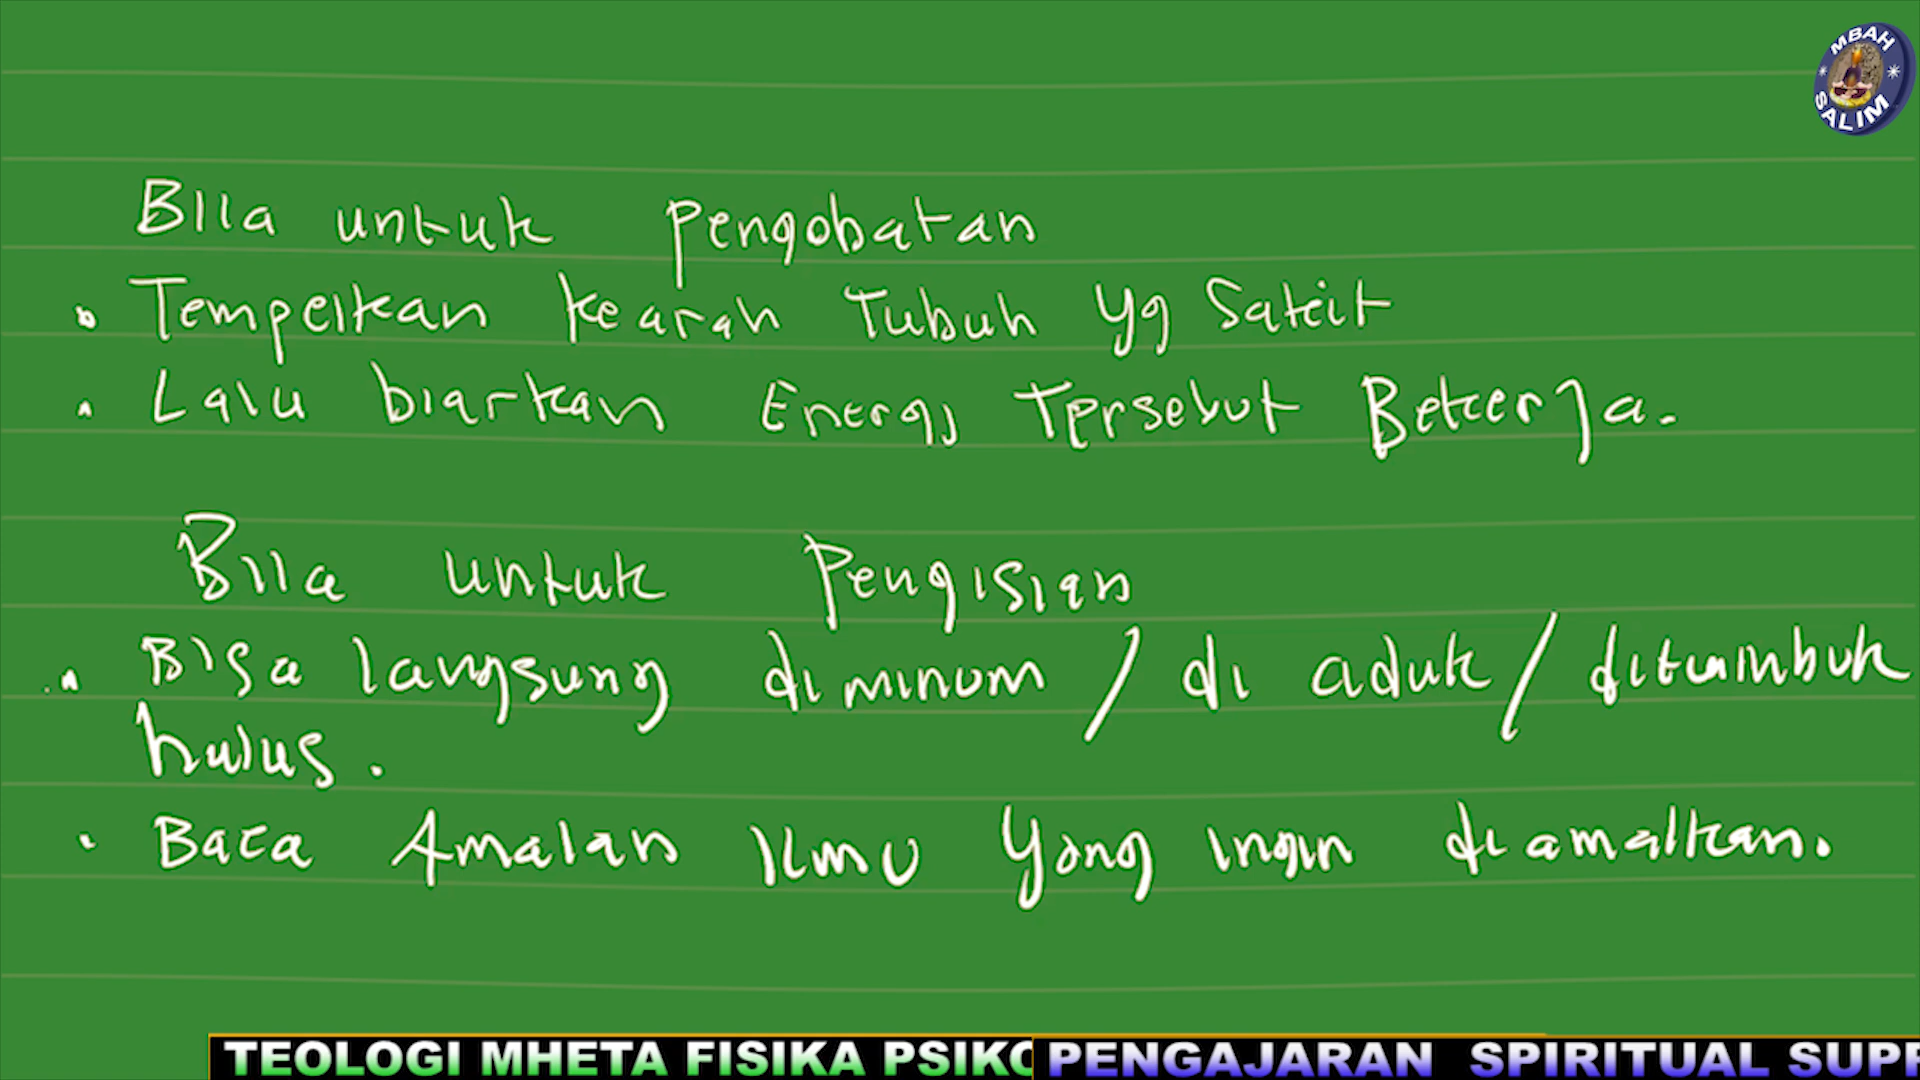 MBAH SALIM
Bila untuk pengobatan
• Tempelkan kearah Tubuh yg Sakit
• Lalu biarkan Energi Tersebut Bekerja.
Bila untuk Pengisian
• Bisa langsung diminum / di aduk / ditumbuk
halus.
• Baca Amalan Ilmu Yang ingin diamalkan.
TEOLOGI MHETA FISIKA PSIKO PENGAJARAN SPIRITUAL SUPR